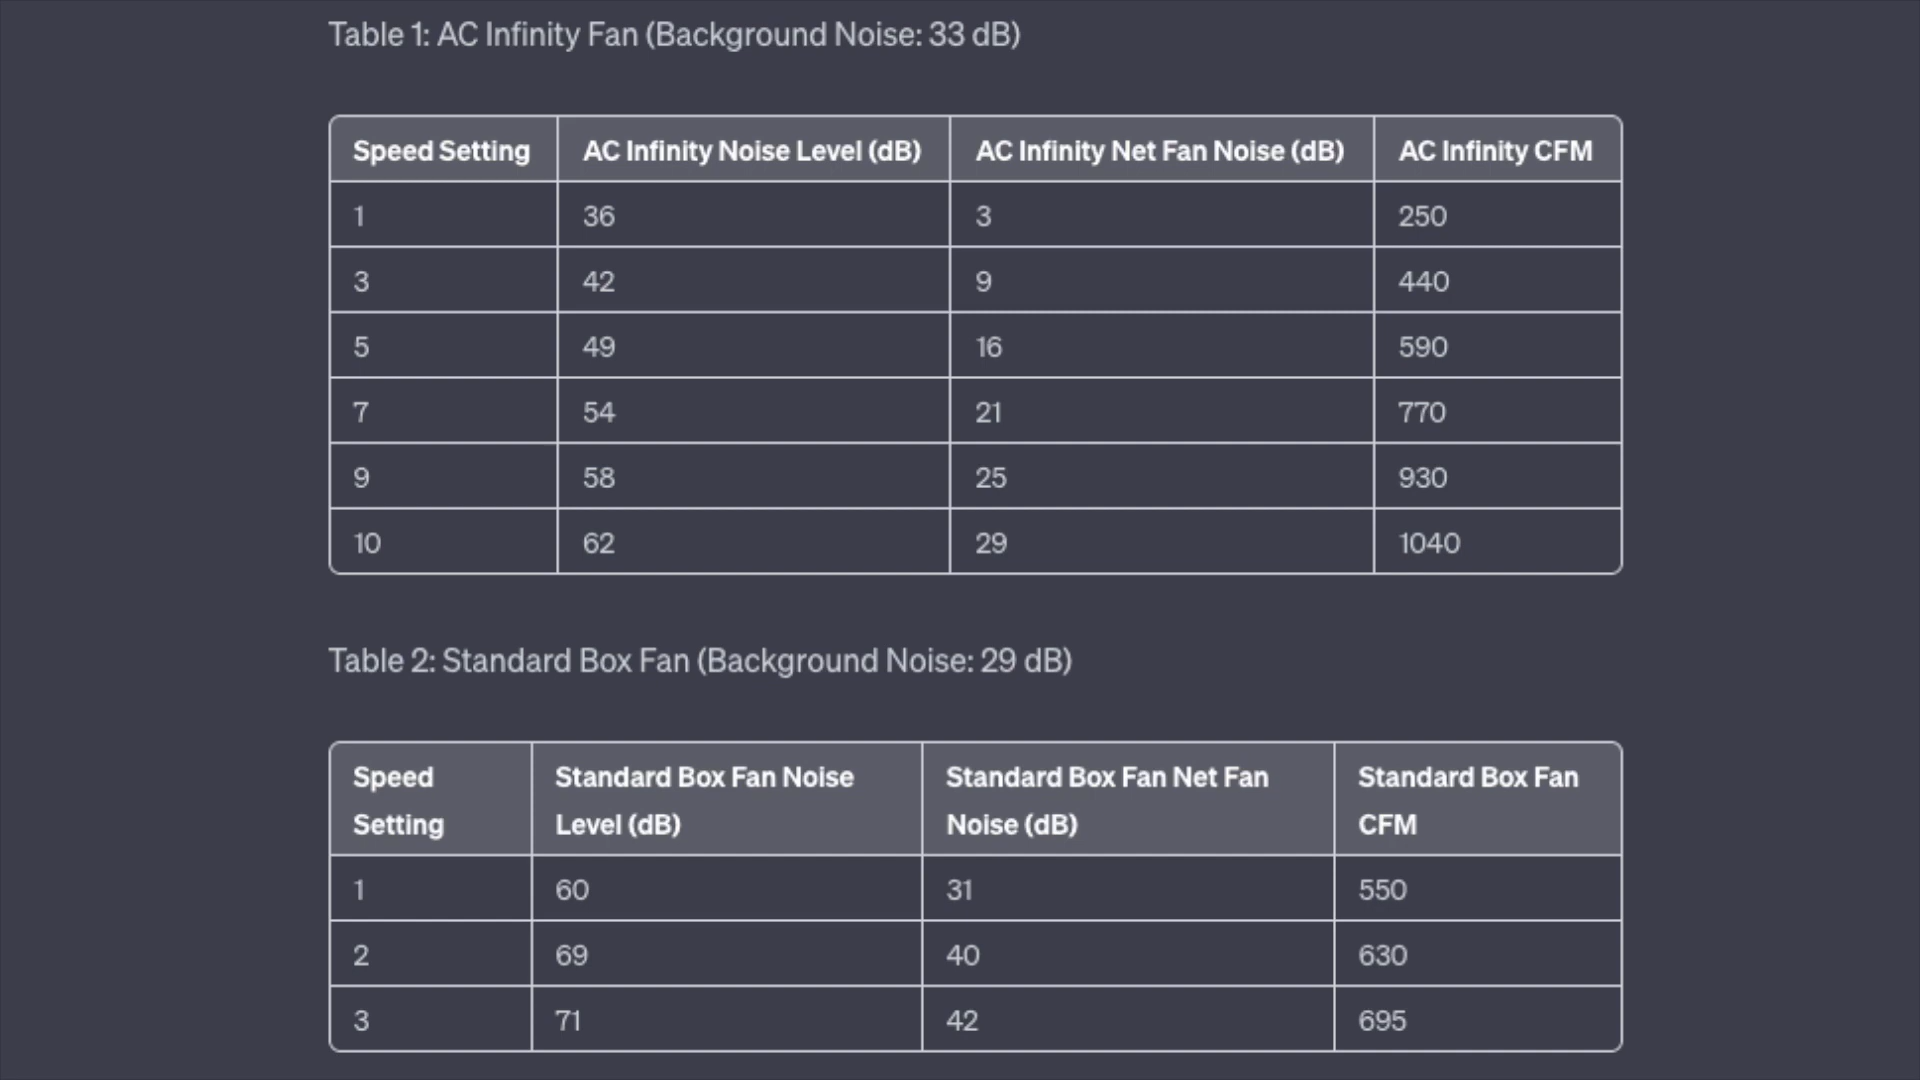 Table 1: AC Infinity Fan (Background Noise: 33 dB)
Speed Setting AC Infinity Noise Level (dB) AC Infinity Net Fan Noise (dB) AC Infinity CFM
1 36 3 250
3 42 9 440
5 49 16 590
7 54 21 770
9 58 25 930
10 62 29 1040
Table 2: Standard Box Fan (Background Noise: 29 dB)
Speed Setting Standard Box Fan Noise Level (dB) Standard Box Fan Net Fan Noise (dB) Standard Box Fan CFM
1 60 31 550
2 69 40 630
3 71 42 695